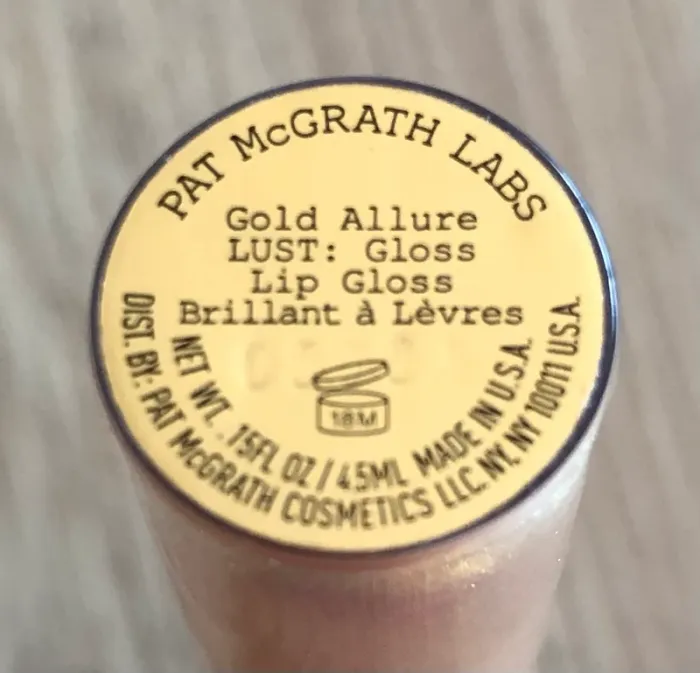 PAT McGRATH LABS
Gold Allure
LUST: Gloss
Lip Gloss
Brillant à Lèvres
18M
NET WT. .15FL OZ / 4.5ML MADE IN U.S.A.
DIST. BY: PAT McGRATH COSMETICS LLC NY, NY 10011 U.S.A.